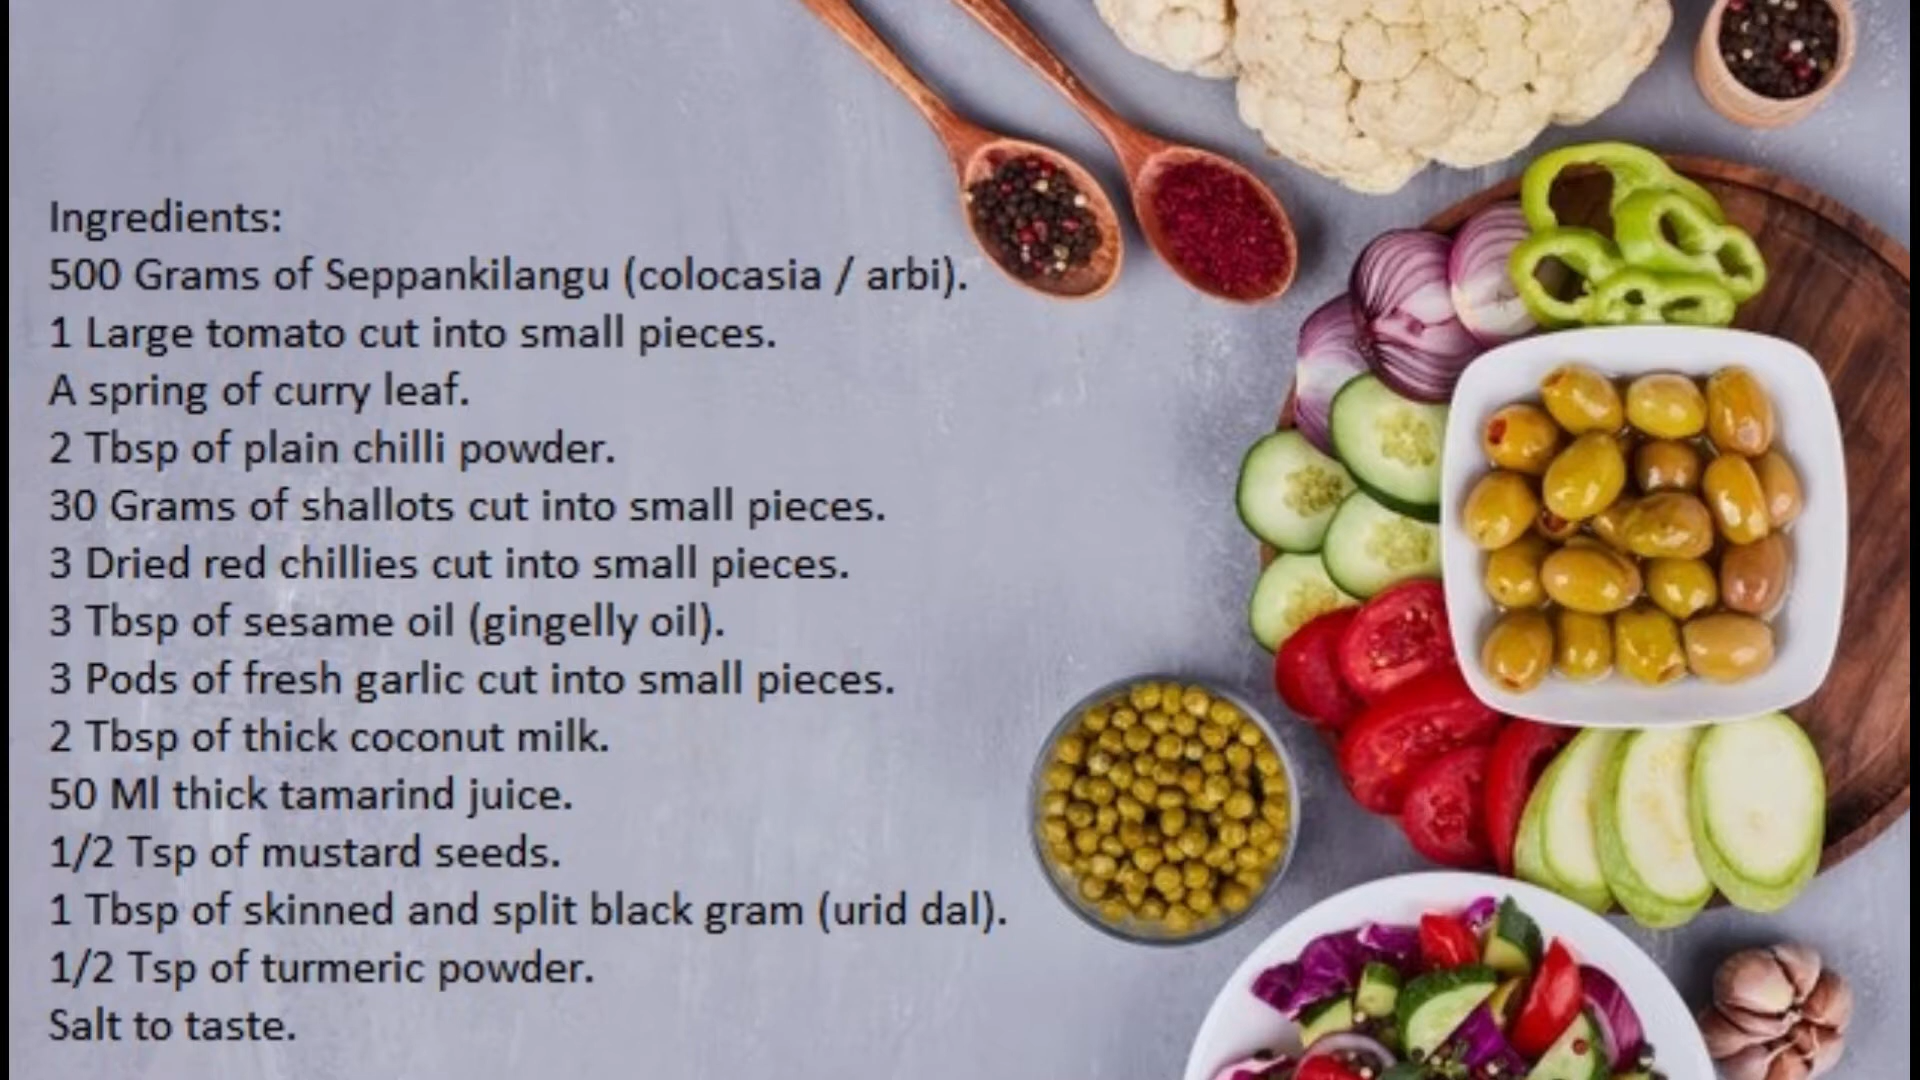 Ingredients:
500 Grams of Seppankilangu (colocasia / arbi).
1 Large tomato cut into small pieces.
A spring of curry leaf.
2 Tbsp of plain chilli powder.
30 Grams of shallots cut into small pieces.
3 Dried red chillies cut into small pieces.
3 Tbsp of sesame oil (gingelly oil).
3 Pods of fresh garlic cut into small pieces.
2 Tbsp of thick coconut milk.
50 Ml thick tamarind juice.
1/2 Tsp of mustard seeds.
1 Tbsp of skinned and split black gram (urid dal).
1/2 Tsp of turmeric powder.
Salt to taste.